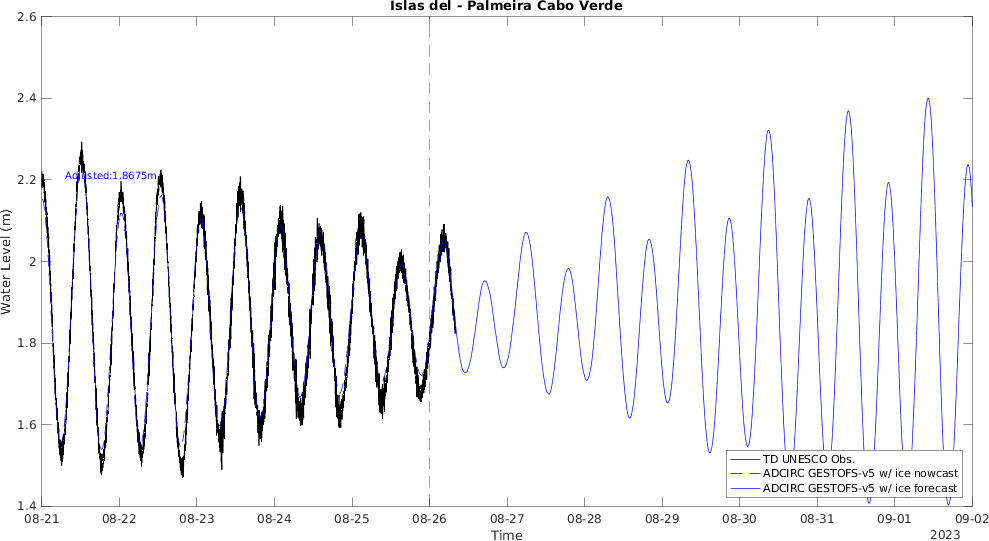 Islas del - Palmeira Cabo Verde
2.6
2.4
2.2
2
1.8
1.6
1.4
Water Level (m)
Adjusted:1.8675m
TD UNESCO Obs.
ADCIRC GESTOFS-v5 w/ ice nowcast
ADCIRC GESTOFS-v5 w/ ice forecast
08-21 08-22 08-23 08-24 08-25 08-26 08-27 08-28 08-29 08-30 08-31 09-01 09-02
Time
2023